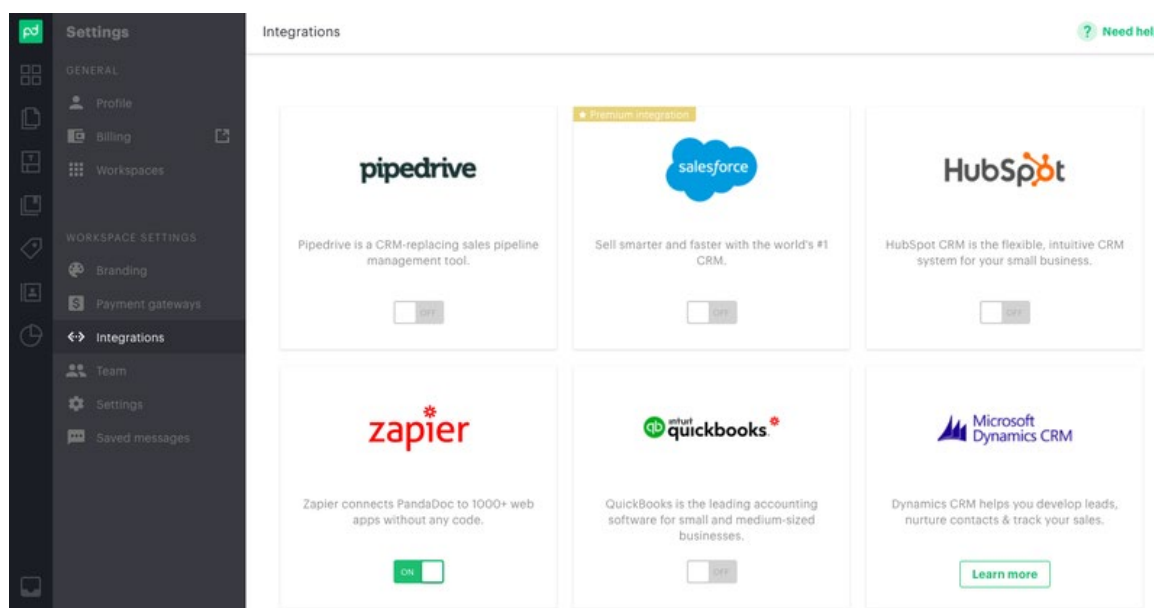 pd
Settings
GENERAL
Profile
Billing
Workspaces
WORKSPACE SETTINGS
Branding
Payment gateways
Integrations
Team
Settings
Saved messages
Integrations
? Need hel
pipedrive
Pipedrive is a CRM-replacing sales pipeline
management tool.
OFF
Premium integration
salesforce
Sell smarter and faster with the world's #1
CRM.
OFF
HubSpot
HubSpot CRM is the flexible, intuitive CRM
system for your small business.
OFF
zapier
Zapier connects PandaDoc to 1000+ web
apps without any code.
ON
qb intuit
quickbooks.
QuickBooks is the leading accounting
software for small and medium-sized
businesses.
OFF
Microsoft
Dynamics CRM
Dynamics CRM helps you develop leads,
nurture contacts & track your sales.
Learn more